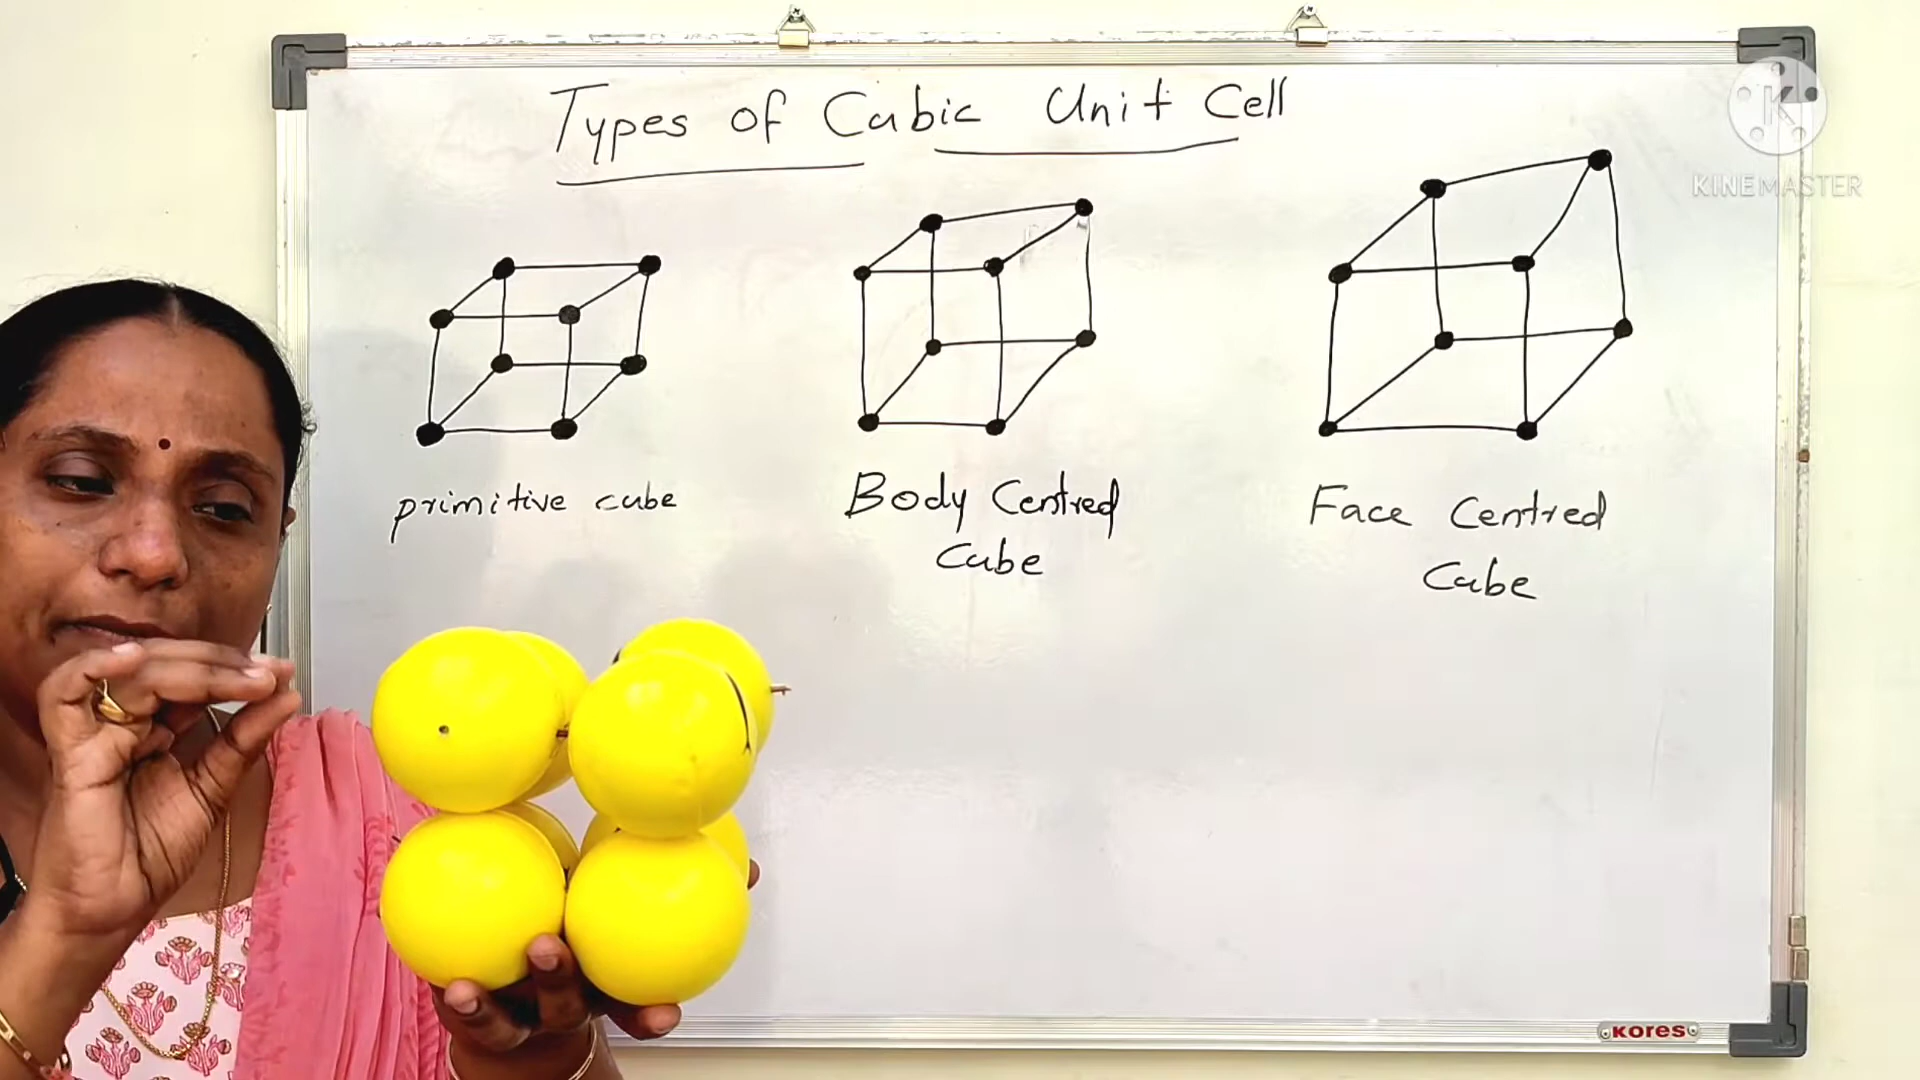 Types of Cubic Unit Cell
primitive cube
Body Centred
Cube
Face Centred
Cube
KINEMASTER
KORES